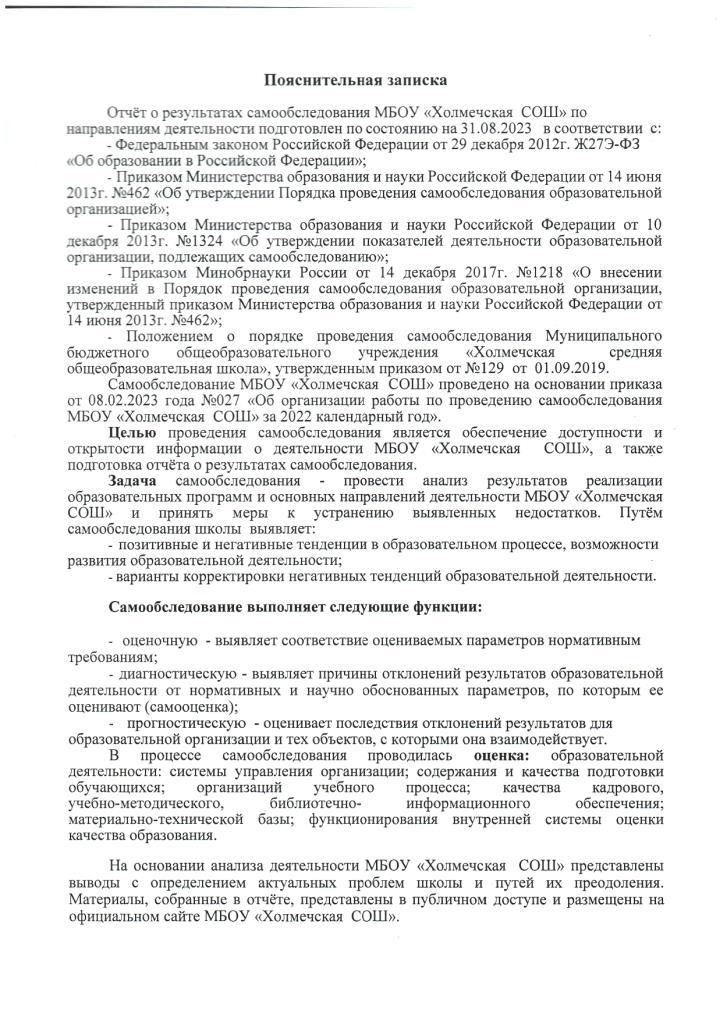 Пояснительная записка
Отчёт о результатах самообследования МБОУ «Холмечская СОШ» по
направлениям деятельности подготовлен по состоянию на 31.08.2023 в соответствии с:
- Федеральным законом Российской Федерации от 29 декабря 2012г. Ж27Э-ФЗ
«Об образовании в Российской Федерации»;
- Приказом Министерства образования и науки Российской Федерации от 14 июня
2013г. №462 «Об утверждении Порядка проведения самообследования образовательной
организацией»;
- Приказом Министерства образования и науки Российской Федерации от 10
декабря 2013г. №1324 «Об утверждении показателей деятельности образовательной
организации, подлежащих самообследованию»;
- Приказом Минобрнауки России от 14 декабря 2017г. №1218 «О внесении
изменений в Порядок проведения самообследования образовательной организации,
утвержденный приказом Министерства образования и науки Российской Федерации от
14 июня 2013г. №462»;
- Положением о порядке проведения самообследования Муниципального
бюджетного общеобразовательного учреждения «Холмечская средняя
общеобразовательная школа», утвержденным приказом от №129 от 01.09.2019.
Самообследование МБОУ «Холмечская СОШ» проведено на основании приказа
от 08.02.2023 года №027 «Об организации работы по проведению самообследования
МБОУ «Холмечская СОШ» за 2022 календарный год».
Целью проведения самообследования является обеспечение доступности и
открытости информации о деятельности МБОУ «Холмечская СОШ», а также
подготовка отчёта о результатах самообследования.
Задача самообследования - провести анализ результатов реализации
образовательных программ и основных направлений деятельности МБОУ «Холмечская
СОШ» и принять меры к устранению выявленных недостатков. Путём
самообследования школы выявляет:
- позитивные и негативные тенденции в образовательном процессе, возможности
развития образовательной деятельности;
- варианты корректировки негативных тенденций образовательной деятельности.
Самообследование выполняет следующие функции:
- оценочную - выявляет соответствие оцениваемых параметров нормативным
требованиям;
- диагностическую - выявляет причины отклонений результатов образовательной
деятельности от нормативных и научно обоснованных параметров, по которым ее
оценивают (самооценка);
- прогностическую - оценивает последствия отклонений результатов для
образовательной организации и тех объектов, с которыми она взаимодействует.
В процессе самообследования проводилась оценка: образовательной
деятельности: системы управления организации; содержания и качества подготовки
обучающихся; организаций учебного процесса; качества кадрового,
учебно-методического, библиотечно- информационного обеспечения;
материально-технической базы; функционирования внутренней системы оценки
качества образования.
На основании анализа деятельности МБОУ «Холмечская СОШ» представлены
выводы с определением актуальных проблем школы и путей их преодоления.
Материалы, собранные в отчёте, представлены в публичном доступе и размещены на
официальном сайте МБОУ «Холмечская СОШ».